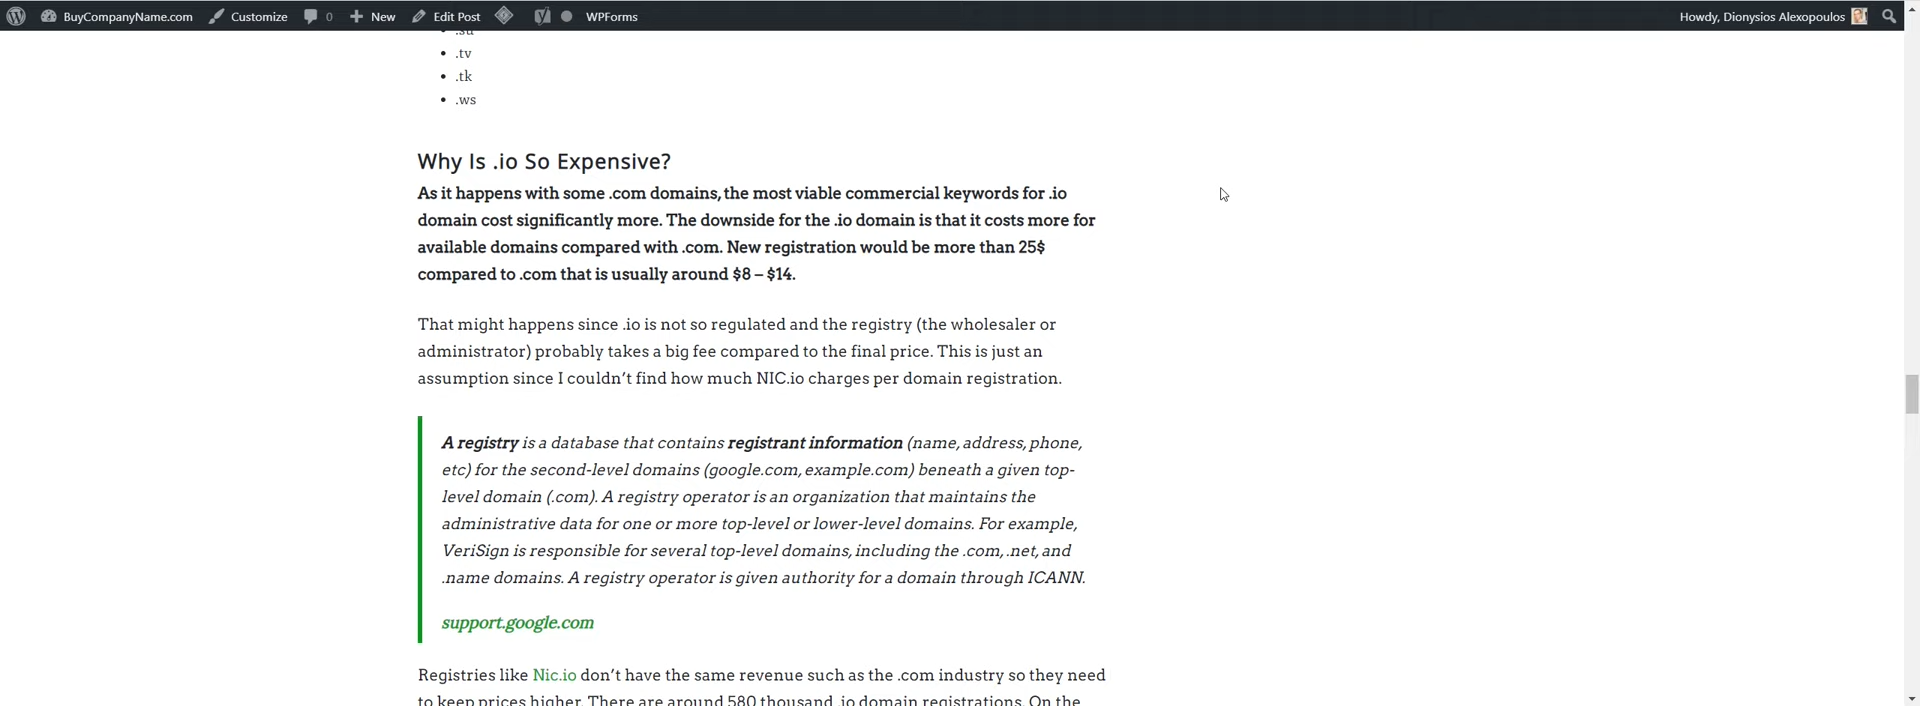 BuyCompanyName.com Customize 0 New Edit Post WPForms Howdy, Dionysios Alexopoulos
.su
.tv
.tk
.ws
Why Is .io So Expensive?
As it happens with some .com domains, the most viable commercial keywords for .io
domain cost significantly more. The downside for the .io domain is that it costs more for
available domains compared with .com. New registration would be more than 25$
compared to .com that is usually around $8 – $14.
That might happens since .io is not so regulated and the registry (the wholesaler or
administrator) probably takes a big fee compared to the final price. This is just an
assumption since I couldn’t find how much NIC.io charges per domain registration.
A registry is a database that contains registrant information (name, address, phone,
etc) for the second-level domains (google.com, example.com) beneath a given top-
level domain (.com). A registry operator is an organization that maintains the
administrative data for one or more top-level or lower-level domains. For example,
VeriSign is responsible for several top-level domains, including the .com, .net, and
.name domains. A registry operator is given authority for a domain through ICANN.
support.google.com
Registries like Nic.io don’t have the same revenue such as the .com industry so they need
to keep prices higher. There are around 580 thousand .io domain registrations. On the